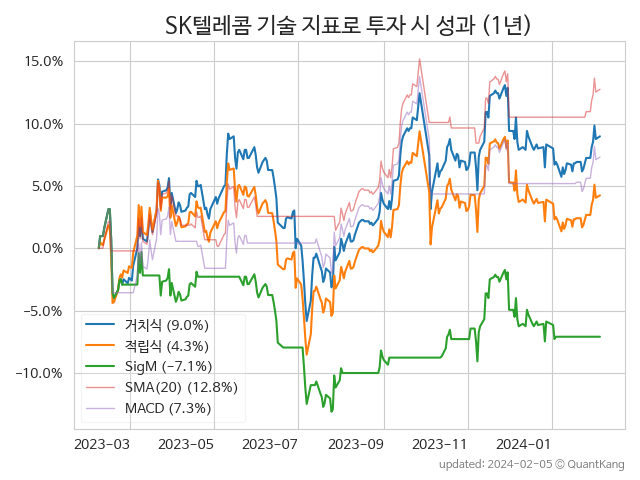 SK텔레콤 기술 지표로 투자 시 성과 (1년)
15.0%
10.0%
5.0%
0.0%
−5.0%
−10.0%
거치식 (9.0%)
적립식 (4.3%)
SigM (−7.1%)
SMA(20) (12.8%)
MACD (7.3%)
2023-03 2023-05 2023-07 2023-09 2023-11 2024-01
updated: 2024-02-05 © QuantKang